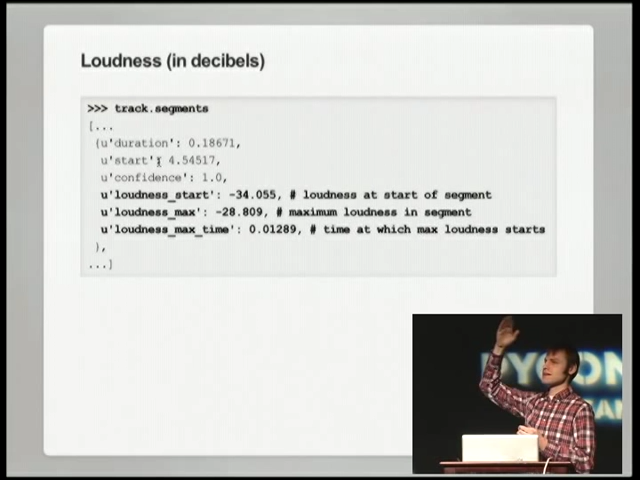 Loudness (in decibels)
>>> track.segments
[...
{u'duration': 0.18671,
u'start': 4.54517,
u'confidence': 1.0,
u'loudness_start': -34.055, # loudness at start of segment
u'loudness_max': -28.809, # maximum loudness in segment
u'loudness_max_time': 0.01289, # time at which max loudness starts
},
...]
PYCON